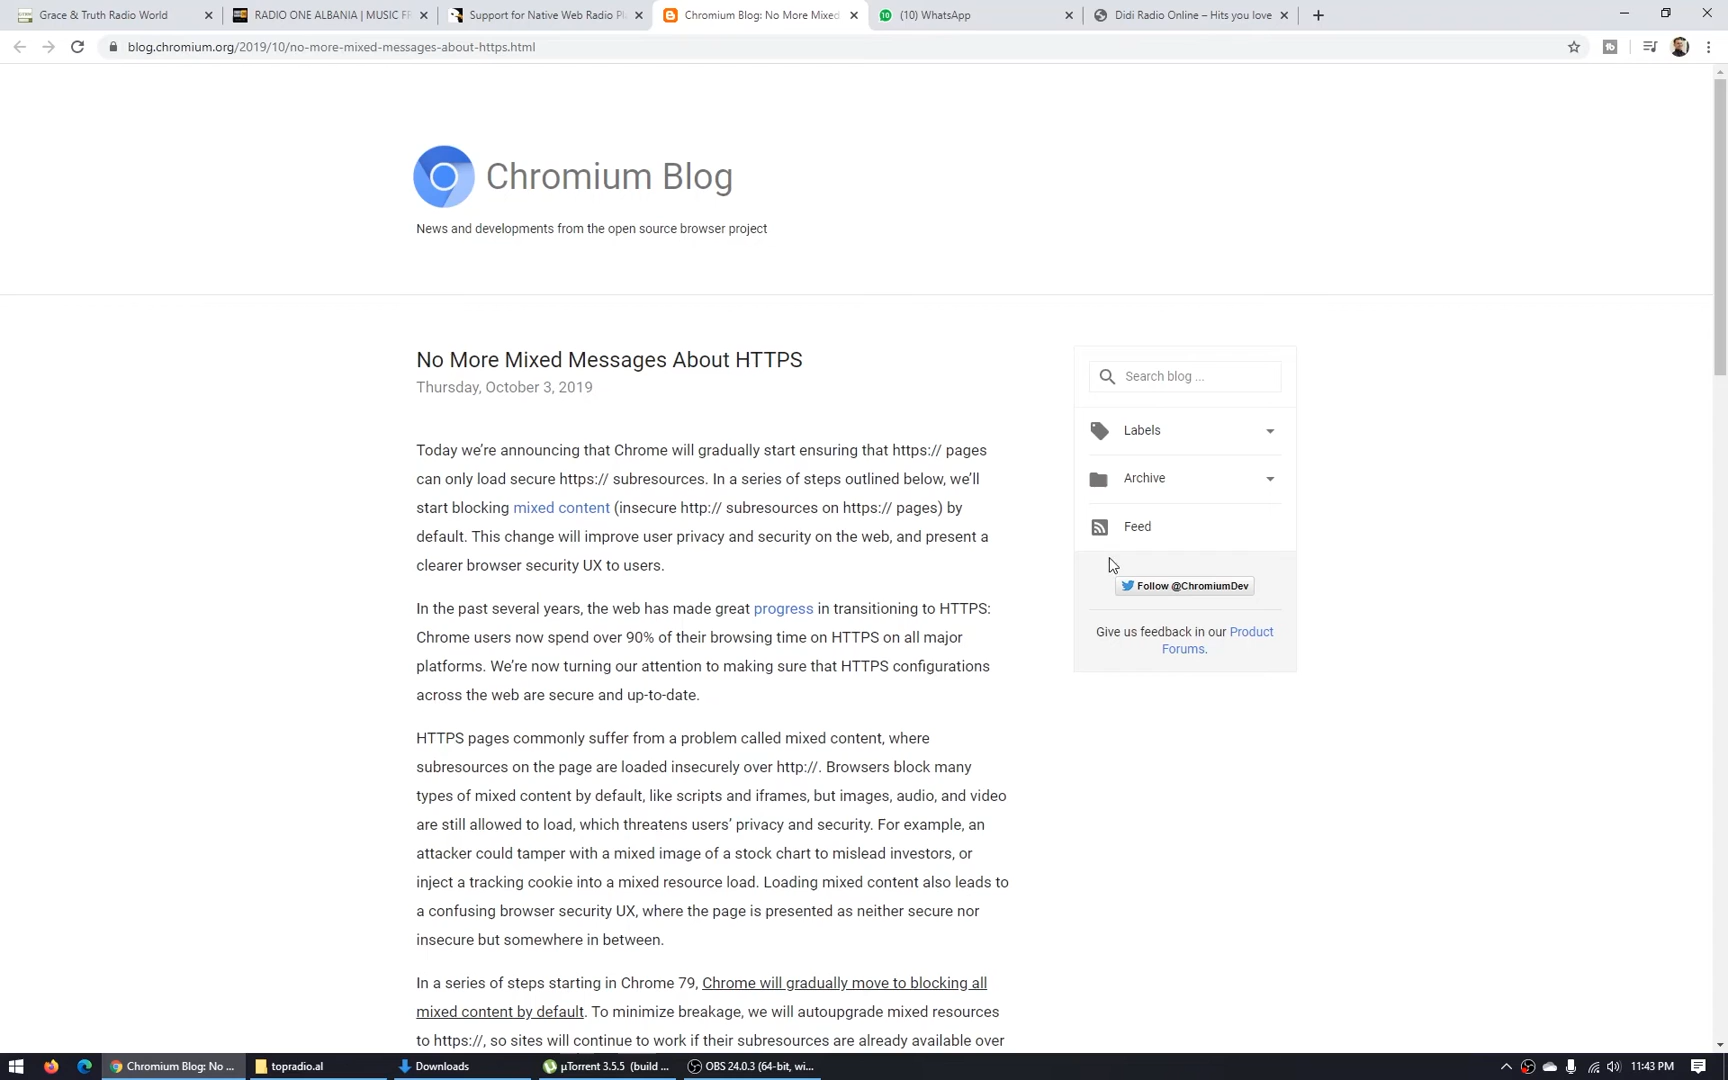 Grace & Truth Radio World
RADIO ONE ALBANIA | MUSIC F
Support for Native Web Radio Pl
Chromium Blog: No More Mixed
(10) WhatsApp
Didi Radio Online – Hits you love
blog.chromium.org/2019/10/no-more-mixed-messages-about-https.html
Chromium Blog
News and developments from the open source browser project
No More Mixed Messages About HTTPS
Thursday, October 3, 2019
Today we’re announcing that Chrome will gradually start ensuring that https:// pages
can only load secure https:// subresources. In a series of steps outlined below, we’ll
start blocking mixed content (insecure http:// subresources on https:// pages) by
default. This change will improve user privacy and security on the web, and present a
clearer browser security UX to users.
In the past several years, the web has made great progress in transitioning to HTTPS:
Chrome users now spend over 90% of their browsing time on HTTPS on all major
platforms. We’re now turning our attention to making sure that HTTPS configurations
across the web are secure and up-to-date.
HTTPS pages commonly suffer from a problem called mixed content, where
subresources on the page are loaded insecurely over http://. Browsers block many
types of mixed content by default, like scripts and iframes, but images, audio, and video
are still allowed to load, which threatens users’ privacy and security. For example, an
attacker could tamper with a mixed image of a stock chart to mislead investors, or
inject a tracking cookie into a mixed resource load. Loading mixed content also leads to
a confusing browser security UX, where the page is presented as neither secure nor
insecure but somewhere in between.
In a series of steps starting in Chrome 79, Chrome will gradually move to blocking all
mixed content by default. To minimize breakage, we will autoupgrade mixed resources
to https://, so sites will continue to work if their subresources are already available over
Search blog ...
Labels
Archive
Feed
Follow @ChromiumDev
Give us feedback in our Product
Forums.
Chromium Blog: No ...
topradio.al
Downloads
µTorrent 3.5.5 (build ...
OBS 24.0.3 (64-bit, wi...
11:43 PM